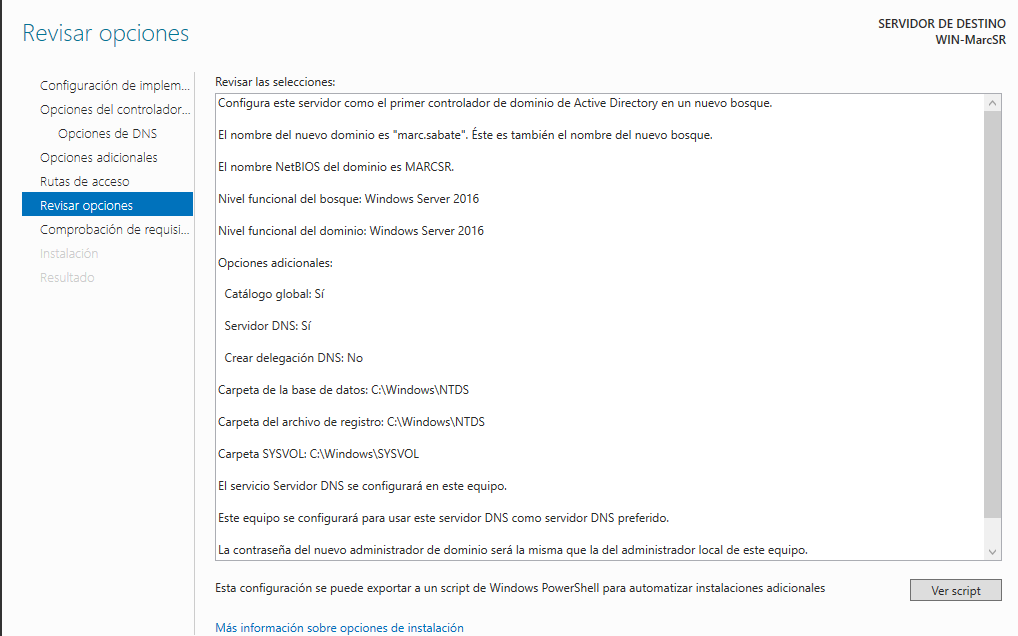 Revisar opciones
SERVIDOR DE DESTINO
WIN-MarcSR
Configuración de implem...
Opciones del controlador...
Opciones de DNS
Opciones adicionales
Rutas de acceso
Revisar opciones
Comprobación de requisi...
Instalación
Resultado
Revisar las selecciones:
Configura este servidor como el primer controlador de dominio de Active Directory en un nuevo bosque.
El nombre del nuevo dominio es "marc.sabate". Éste es también el nombre del nuevo bosque.
El nombre NetBIOS del dominio es MARCSR.
Nivel funcional del bosque: Windows Server 2016
Nivel funcional del dominio: Windows Server 2016
Opciones adicionales:
Catálogo global: Sí
Servidor DNS: Sí
Crear delegación DNS: No
Carpeta de la base de datos: C:\Windows\NTDS
Carpeta del archivo de registro: C:\Windows\NTDS
Carpeta SYSVOL: C:\Windows\SYSVOL
El servicio Servidor DNS se configurará en este equipo.
Este equipo se configurará para usar este servidor DNS como servidor DNS preferido.
La contraseña del nuevo administrador de dominio será la misma que la del administrador local de este equipo.
Esta configuración se puede exportar a un script de Windows PowerShell para automatizar instalaciones adicionales
Ver script
Más información sobre opciones de instalación